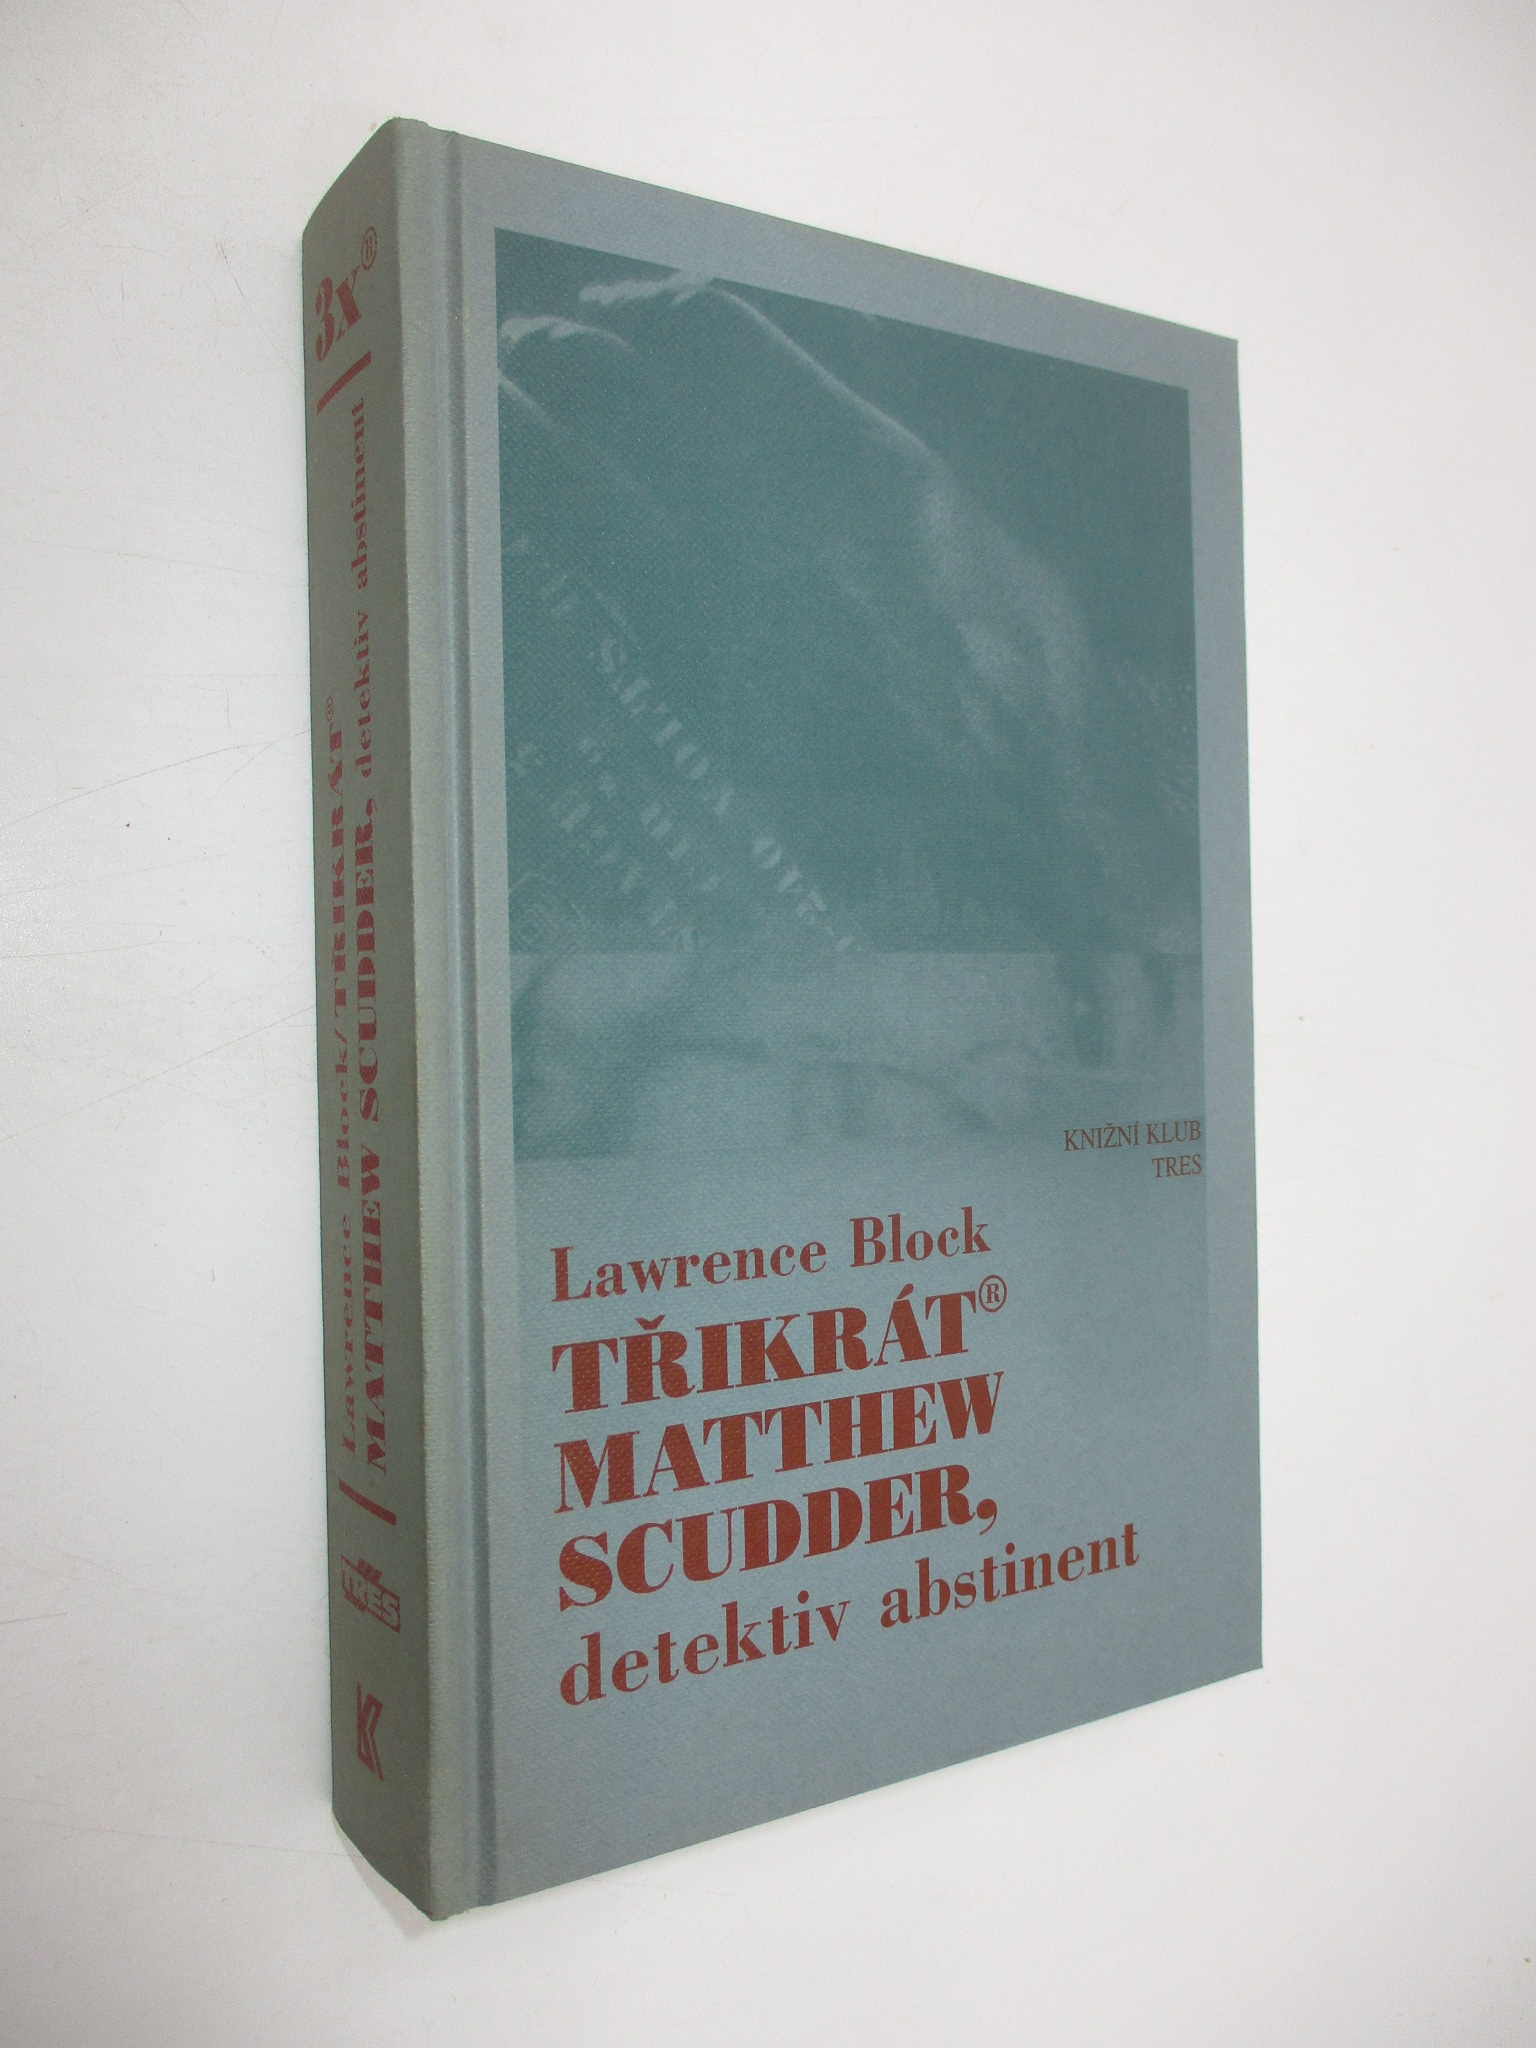 3x®
Lawrence Block/TŘIKRÁT®
MATTHEW SCUDDER, detektiv abstinent
TRES
K
VOLTS
KNIŽNÍ KLUB
TRES
Lawrence Block
TŘIKRÁT®
MATTHEW
SCUDDER,
detektiv abstinent